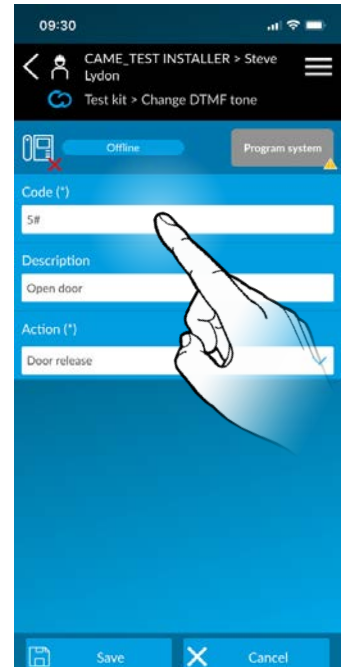 09:30
CAME_TEST INSTALLER > Steve
Lydon
Test kit > Change DTMF tone
Offline
Program system
Code (*)
5#
Description
Open door
Action (*)
Door release
Save
Cancel